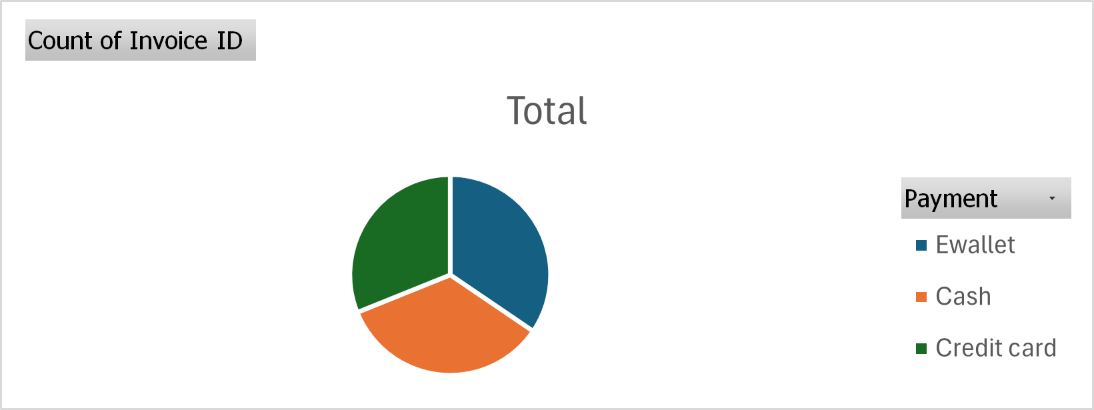 Count of Invoice ID
Total
Payment
Ewallet
Cash
Credit card